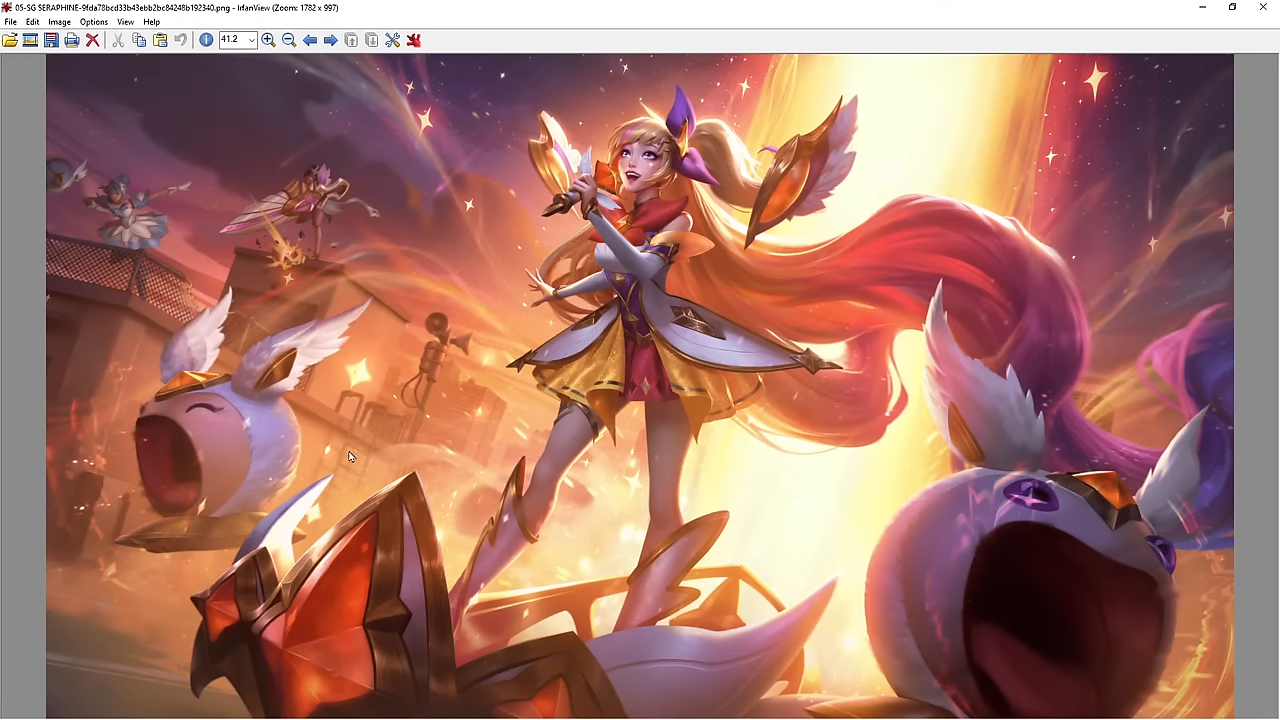 05-SG SERAPHINE-9fda78bcd33b43ebb2bc84248b192340.png - IrfanView (Zoom: 1782 x 997)
File Edit Image Options View Help
41.2